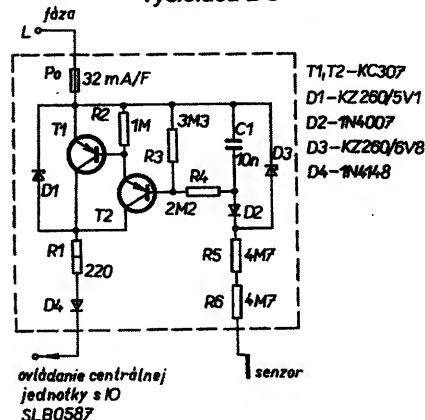 fáza
L
Po
32 mA/F
T1
R2
1M
3M3
R3
C1
10n
D3
D1
T2
R4
2M2
D2
R1
220
R5
4M7
D4
R6
4M7
senzor
ovládanie centrálnej
jednotky s IO
SLB0587
T1,T2-KC307
D1-KZ260/5V1
D2-1N4007
D3-KZ260/6V8
D4-1N4148